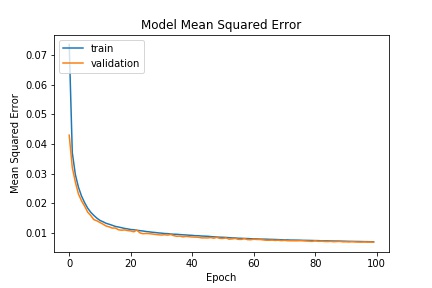 Model Mean Squared Error
train
validation
0.07
0.06
0.05
0.04
0.03
0.02
0.01
Mean Squared Error
0
20
40
60
80
100
Epoch